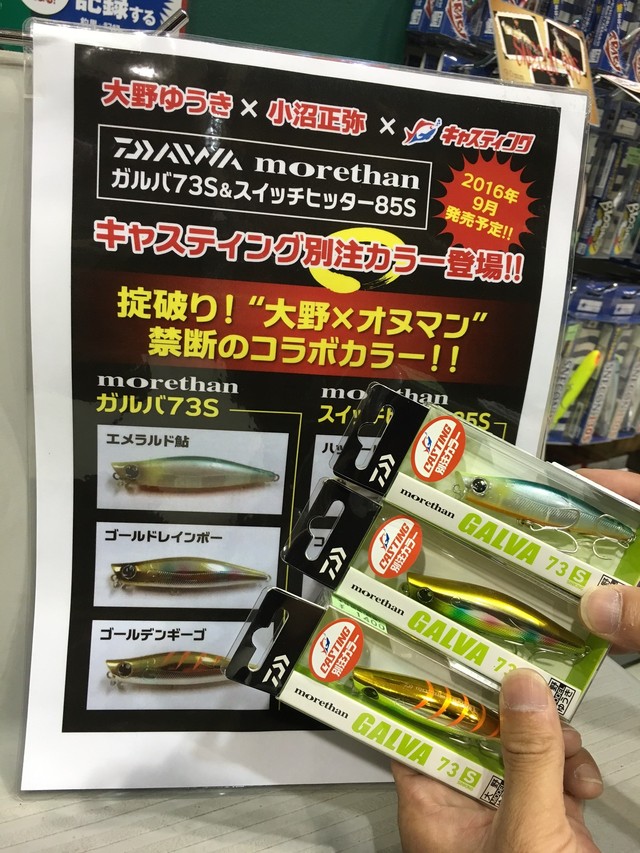 記録する
大野ゆうき × 小沼正弥 × キャスティング
DAIWA morethan
ガルバ73S&スイッチヒッター85S
2016年
9月
発売予定!!
キャスティング別注カラー登場!!
掟破り!“大野×オヌマン”
禁断のコラボカラー!!
morethan
ガルバ73S
エメラルド鮎
ゴールドレインボー
ゴールデンギーゴ
CASTING
別注カラー
morethan
GALVA 73 S
CASTING
別注カラー
morethan
GALVA 73
CASTING
別注カラー
morethan
GALVA
73 S